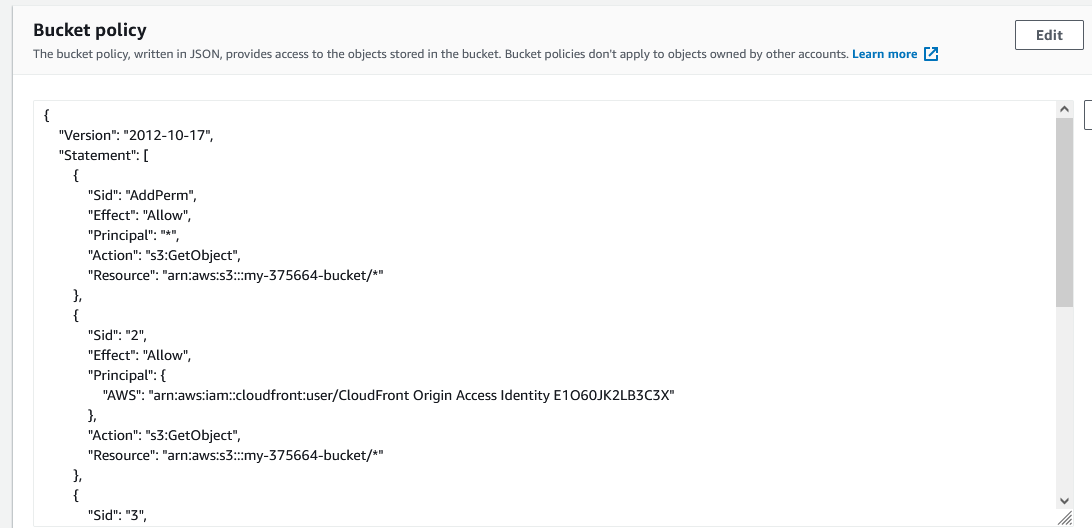 Bucket policy
Edit
The bucket policy, written in JSON, provides access to the objects stored in the bucket. Bucket policies don't apply to objects owned by other accounts. Learn more
{
"Version": "2012-10-17",
"Statement": [
{
"Sid": "AddPerm",
"Effect": "Allow",
"Principal": "*",
"Action": "s3:GetObject",
"Resource": "arn:aws:s3:::my-375664-bucket/*"
},
{
"Sid": "2",
"Effect": "Allow",
"Principal": {
"AWS": "arn:aws:iam::cloudfront:user/CloudFront Origin Access Identity E1O60JK2LB3C3X"
},
"Action": "s3:GetObject",
"Resource": "arn:aws:s3:::my-375664-bucket/*"
},
{
"Sid": "3",